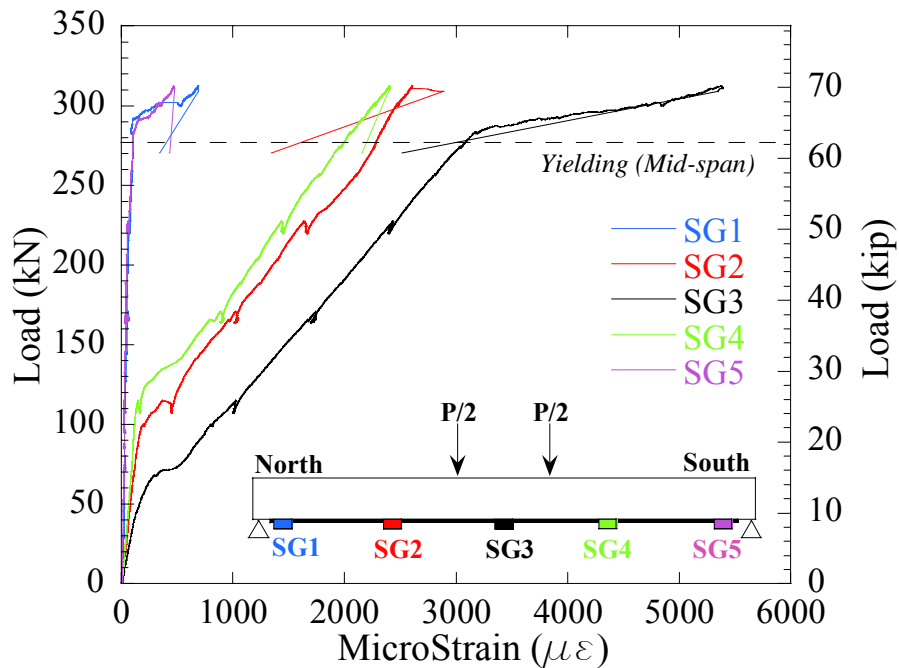 350
300
250
200
150
100
50
0
Load (kN)
70
60
50
40
30
20
10
0
Load (kip)
Yielding (Mid-span)
SG1
SG2
SG3
SG4
SG5
P/2 P/2
North South
SG1 SG2 SG3 SG4 SG5
0 1000 2000 3000 4000 5000 6000
MicroStrain (με)